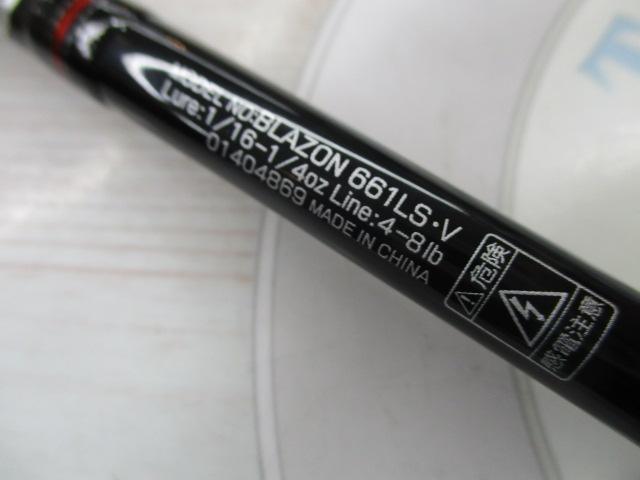 MODEL NO:BLAZON 661LS・V
Lure:1/16-1/4oz Line:4-8lb
01404869 MADE IN CHINA
⚠危険
感電注意
T